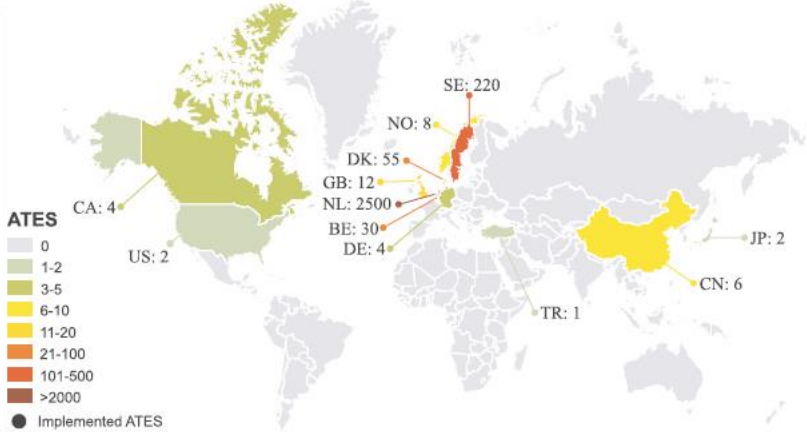 SE: 220
NO: 8
DK: 55
GB: 12
NL: 2500
BE: 30
DE: 4
CA: 4
US: 2
JP: 2
CN: 6
TR: 1
ATES
0
1-2
3-5
6-10
11-20
21-100
101-500
>2000
Implemented ATES